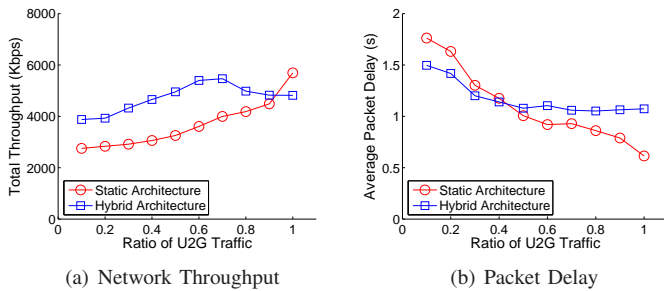 8000
6000
4000
2000
0
Total Throughput (Kbps)
Static Architecture
Hybrid Architecture
0 0.2 0.4 0.6 0.8 1
Ratio of U2G Traffic
(a) Network Throughput
2
1.5
1
0.5
0
Average Packet Delay (s)
Static Architecture
Hybrid Architecture
0 0.2 0.4 0.6 0.8 1
Ratio of U2G Traffic
(b) Packet Delay